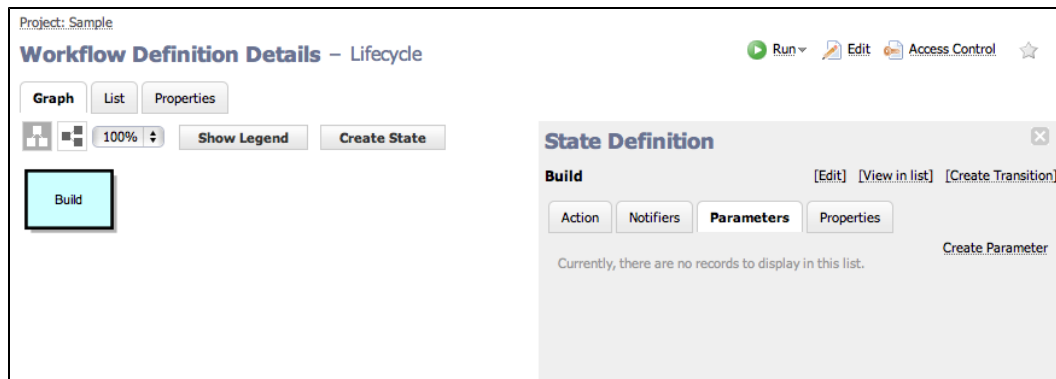 Project: Sample
Workflow Definition Details – Lifecycle
Run Edit Access Control
Graph List Properties
100% Show Legend Create State
Build
State Definition
Build [Edit] [View in list] [Create Transition]
Action Notifiers Parameters Properties
Create Parameter
Currently, there are no records to display in this list.